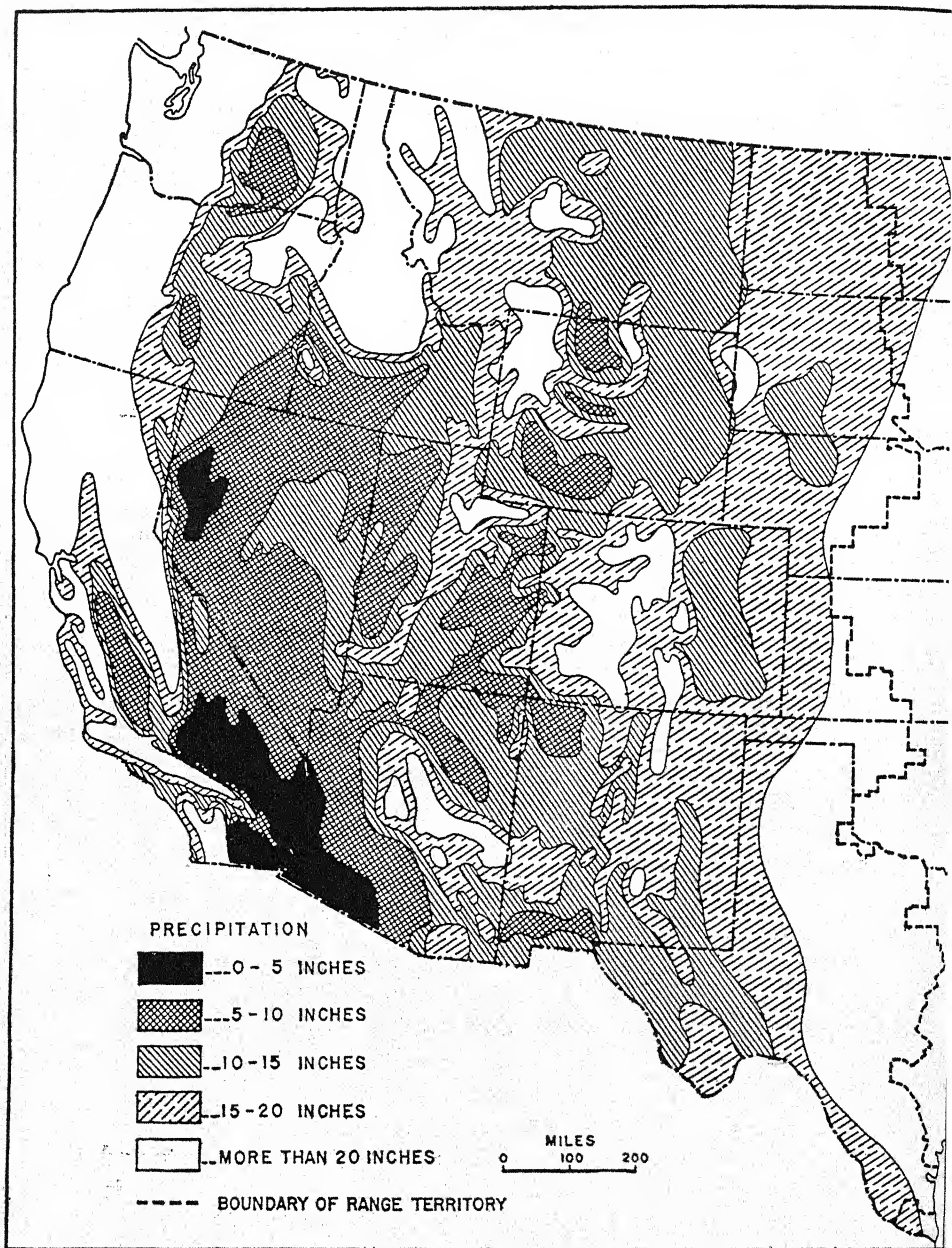 PRECIPITATION
0 - 5 INCHES
5 - 10 INCHES
10 - 15 INCHES
15 - 20 INCHES
MORE THAN 20 INCHES
BOUNDARY OF RANGE TERRITORY
MILES
0 100 200